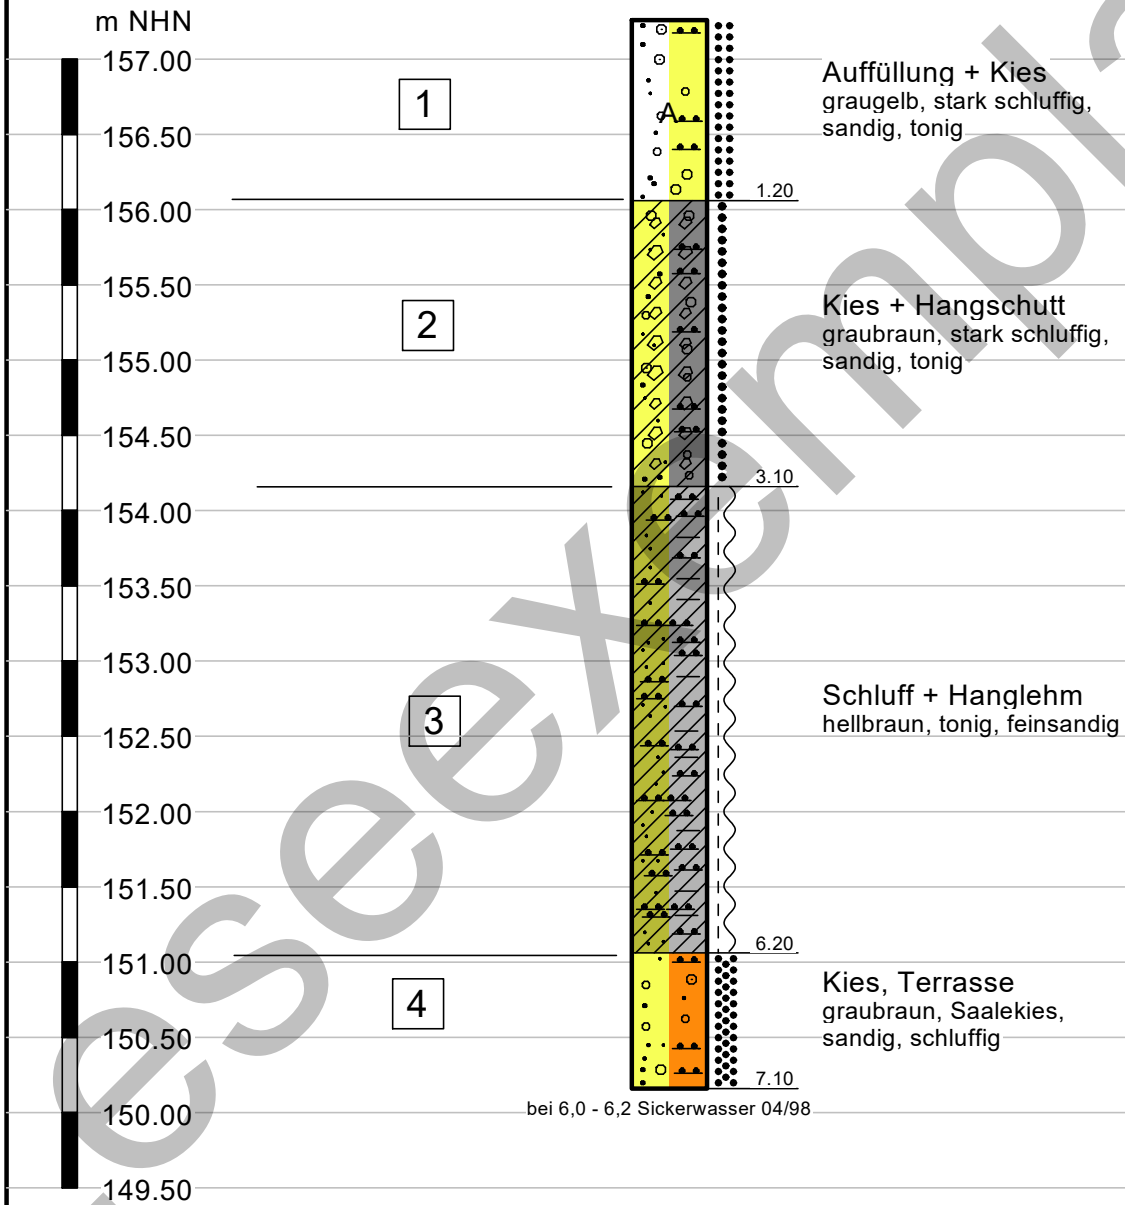 m NHN
157.00
Auffüllung + Kies
1
graugelb, stark schluffig,
A
156.50
sandig, tonig
1.20
156.00
155.50
Kies + Hangschutt
2
graubraun, stark schluffig,
155.00
sandig, tonig
154.50
3.10
154.00
153.50
153.00
Schluff + Hanglehm
3
hellbraun, tonig, feinsandig
152.50
152.00
151.50
6.20
151.00
Kies, Terrasse
4
graubraun, Saalekies,
150.50
sandig, schluffig
7.10
bei 6,0 - 6,2 Sickerwasser 04/98
150.00
149.50
eseexempla